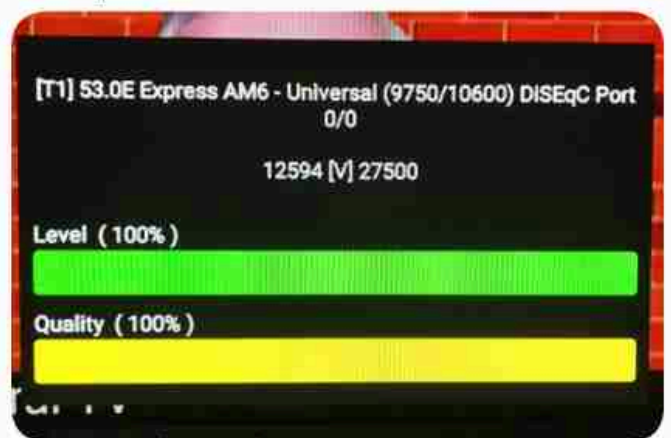 [T1] 53.0E Express AM6 - Universal (9750/10600) DiSEqC Port
0/0
12594 [V] 27500
Level ( 100% )
Quality ( 100% )